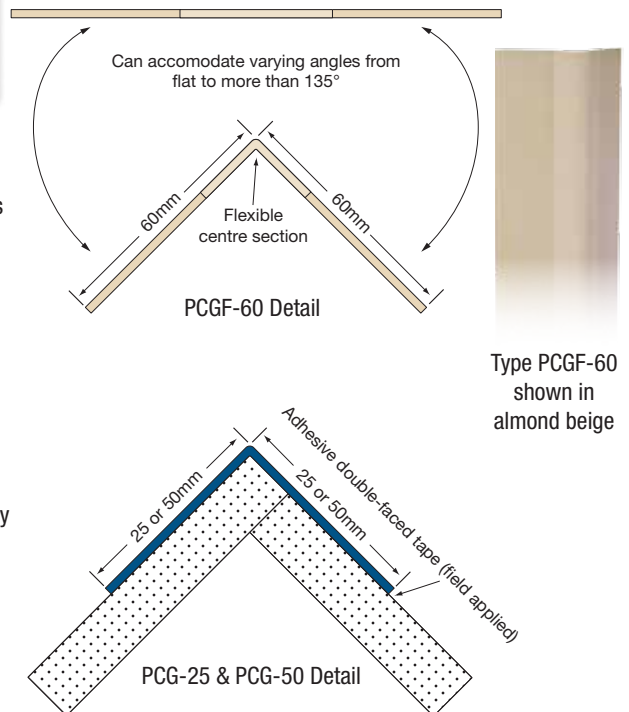 Can accomodate varying angles from
flat to more than 135°
60mm
60mm
Flexible
centre section
PCGF-60 Detail
Type PCGF-60
shown in
almond beige
s
y
25 or 50mm
25 or 50mm
Adhesive double-faced tape (field applied)
PCG-25 & PCG-50 Detail